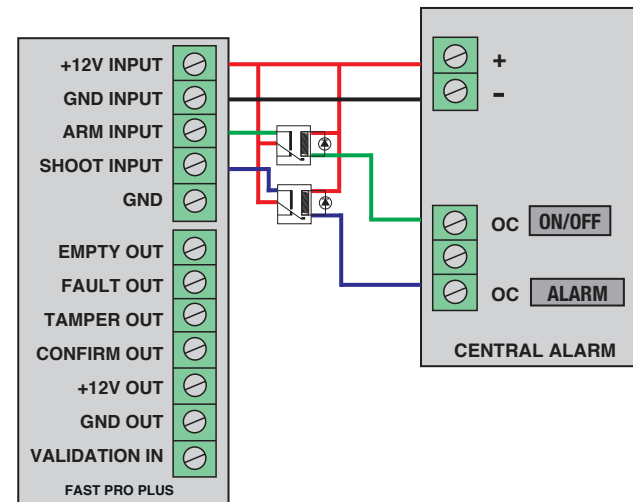 +12V INPUT
GND INPUT
ARM INPUT
SHOOT INPUT
GND
EMPTY OUT
FAULT OUT
TAMPER OUT
CONFIRM OUT
+12V OUT
GND OUT
VALIDATION IN
FAST PRO PLUS
+
-
OC ON/OFF
OC ALARM
CENTRAL ALARM